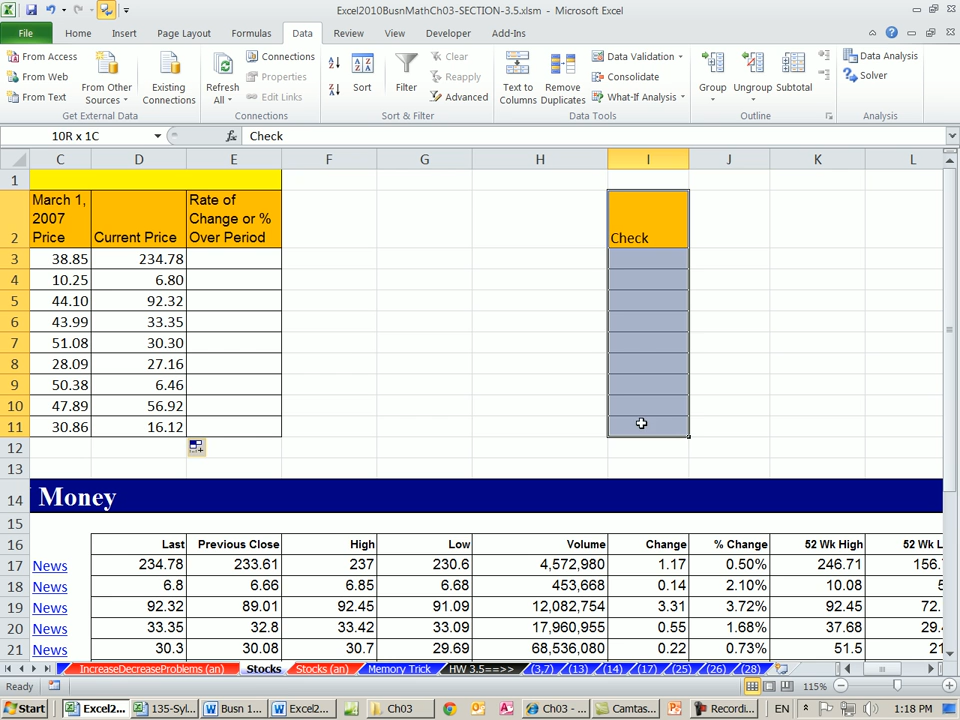 Excel2010BusnMathCh03-SECTION-3.5.xlsm - Microsoft Excel
File Home Insert Page Layout Formulas Data Review View Developer Add-Ins
From Access
From Web
From Text
From Other Sources
Existing Connections
Get External Data
Refresh All
Connections
Properties
Edit Links
Connections
Sort
Filter
Clear
Reapply
Advanced
Sort & Filter
Text to Columns
Remove Duplicates
Data Validation
Consolidate
What-If Analysis
Data Tools
Group
Ungroup
Subtotal
Outline
Data Analysis
Solver
Analysis
10R x 1C fx Check
C D E F G H I J K L
1
2 March 1, 2007 Price Current Price Rate of Change or % Over Period Check
3 38.85 234.78
4 10.25 6.80
5 44.10 92.32
6 43.99 33.35
7 51.08 30.30
8 28.09 27.16
9 50.38 6.46
10 47.89 56.92
11 30.86 16.12
12
13
14 Money
15
16 Last Previous Close High Low Volume Change % Change 52 Wk High 52 Wk L
17 News 234.78 233.61 237 230.6 4,572,980 1.17 0.50% 246.71 156.
18 News 6.8 6.66 6.85 6.68 453,668 0.14 2.10% 10.08 5
19 News 92.32 89.01 92.45 91.09 12,082,754 3.31 3.72% 92.45 72.
20 News 33.35 32.8 33.42 33.09 17,960,955 0.55 1.68% 37.68 29.
21 News 30.3 30.08 30.7 29.69 68,536,080 0.22 0.73% 51.5 21
IncreaseDecreaseProblems (an) Stocks Stocks (an) Memory Trick HW 3.5==>> (3,7) (13) (14) (17) (25) (26) (28)
Ready 115%
Start Excel2... 135-Syl... Busn 1... Excel2... Ch03 Ch03 -... Camtas... Recordi... EN 1:18 PM